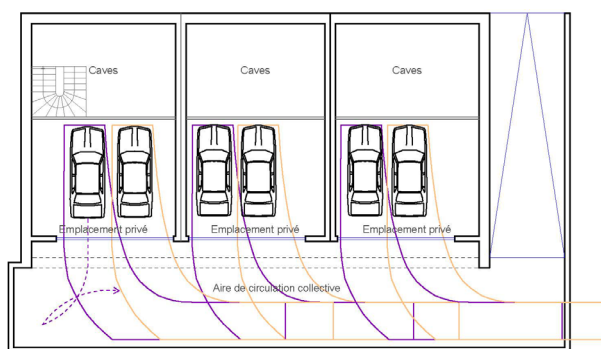 Caves
Caves
Caves
Emplacement privé
Emplacement privé
Emplacement privé
Aire de circulation collective